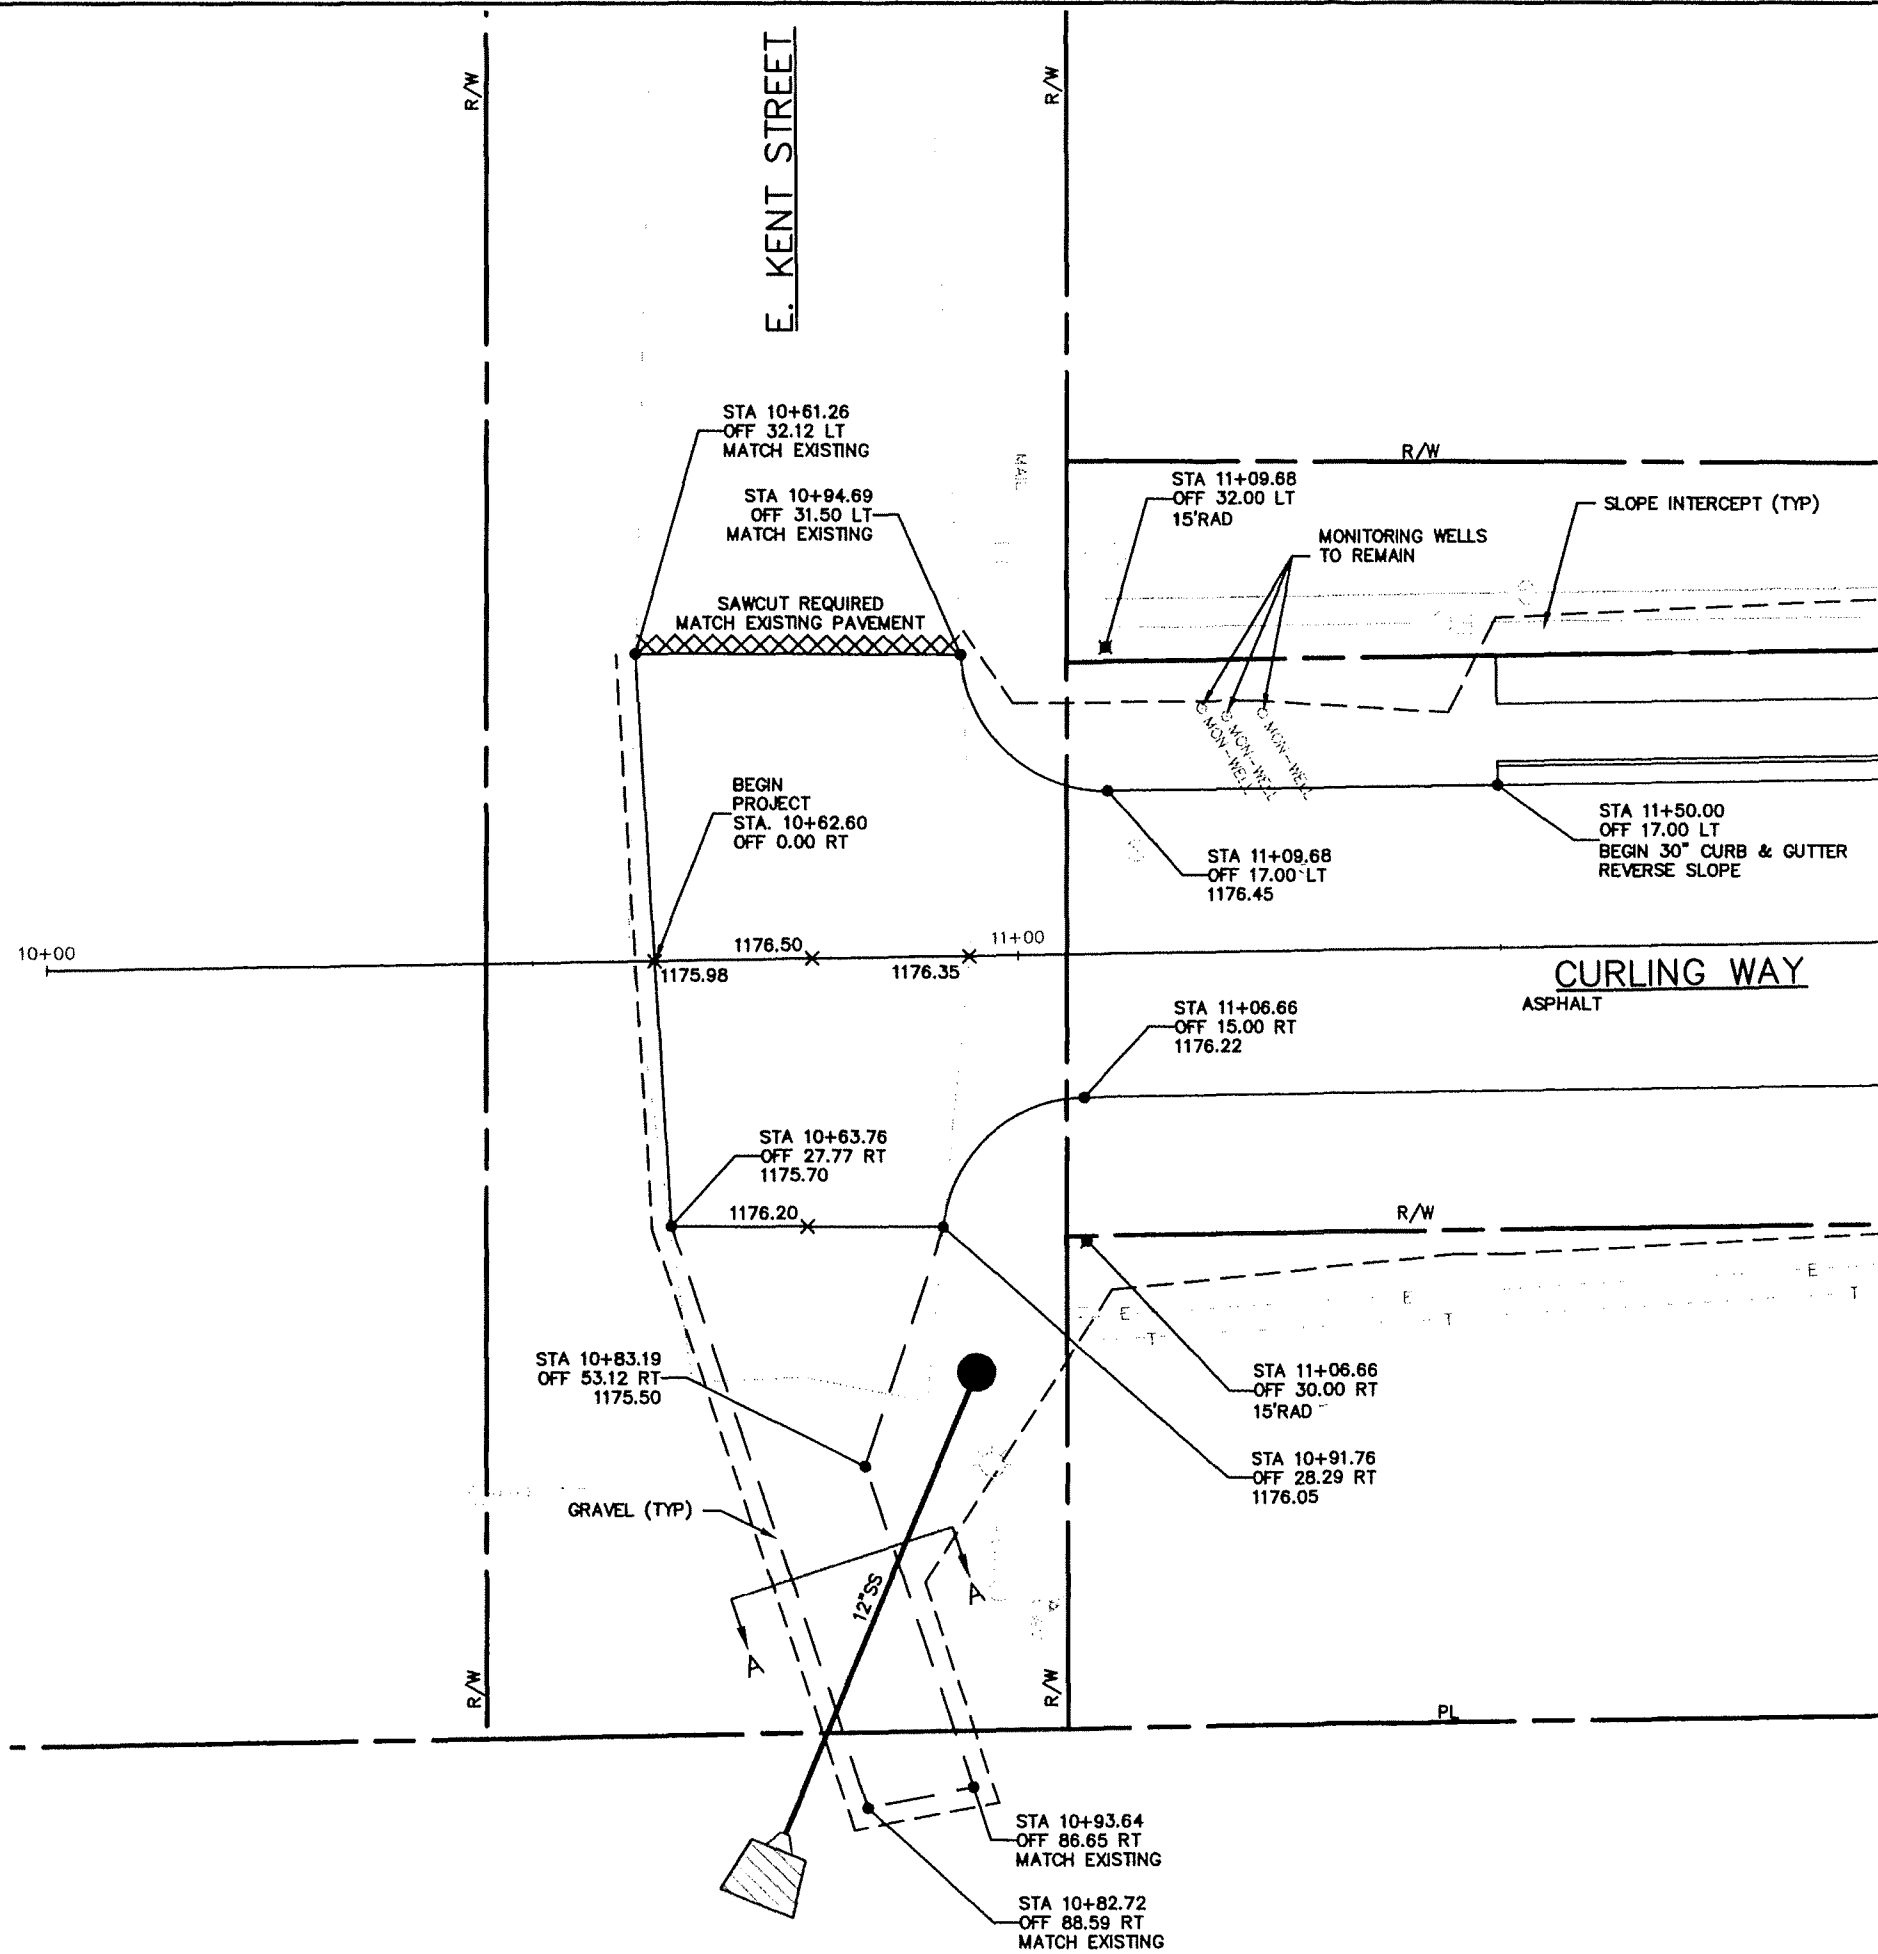 R/W
E. KENT STREET
R/W
STA 10+61.26
OFF 32.12 LT
MATCH EXISTING
STA 10+94.69
OFF 31.50 LT
MATCH EXISTING
MAIL
R/W
STA 11+09.68
OFF 32.00 LT
15'RAD
SLOPE INTERCEPT (TYP)
MONITORING WELLS
TO REMAIN
SAWCUT REQUIRED
MATCH EXISTING PAVEMENT
MON-WELL
MON-WELL
MON-WELL
BEGIN
PROJECT
STA. 10+62.60
OFF 0.00 RT
STA 11+09.68
OFF 17.00 LT
1176.45
STA 11+50.00
OFF 17.00 LT
BEGIN 30" CURB & GUTTER
REVERSE SLOPE
10+00
1176.50
11+00
1175.98
1176.35
CURLING WAY
ASPHALT
STA 11+06.66
OFF 15.00 RT
1176.22
STA 10+63.76
OFF 27.77 RT
1175.70
1176.20
R/W
E
E
E
T
T
T
STA 10+83.19
OFF 53.12 RT
1175.50
STA 11+06.66
OFF 30.00 RT
15'RAD
STA 10+91.76
OFF 28.29 RT
1176.05
GRAVEL (TYP)
12"SS
A
A
R/W
R/W
PL
STA 10+93.64
OFF 86.65 RT
MATCH EXISTING
STA 10+82.72
OFF 88.59 RT
MATCH EXISTING